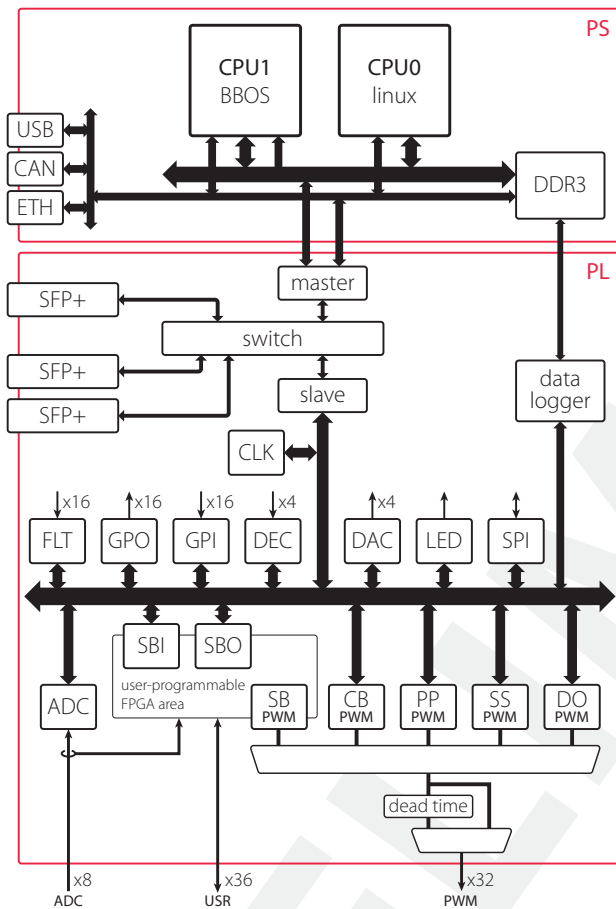 PS
CPU1
BBOS
CPU0
linux
USB
CAN
ETH
DDR3
PL
master
SFP+
switch
SFP+
slave
SFP+
data
logger
CLK
x16
x16
x16
x4
x4
FLT
GPO
GPI
DEC
DAC
LED
SPI
SBI
SBO
user-programmable
FPGA area
ADC
SB
PWM
CB
PWM
PP
PWM
SS
PWM
DO
PWM
dead time
x8
x36
x32
ADC
USR
PWM